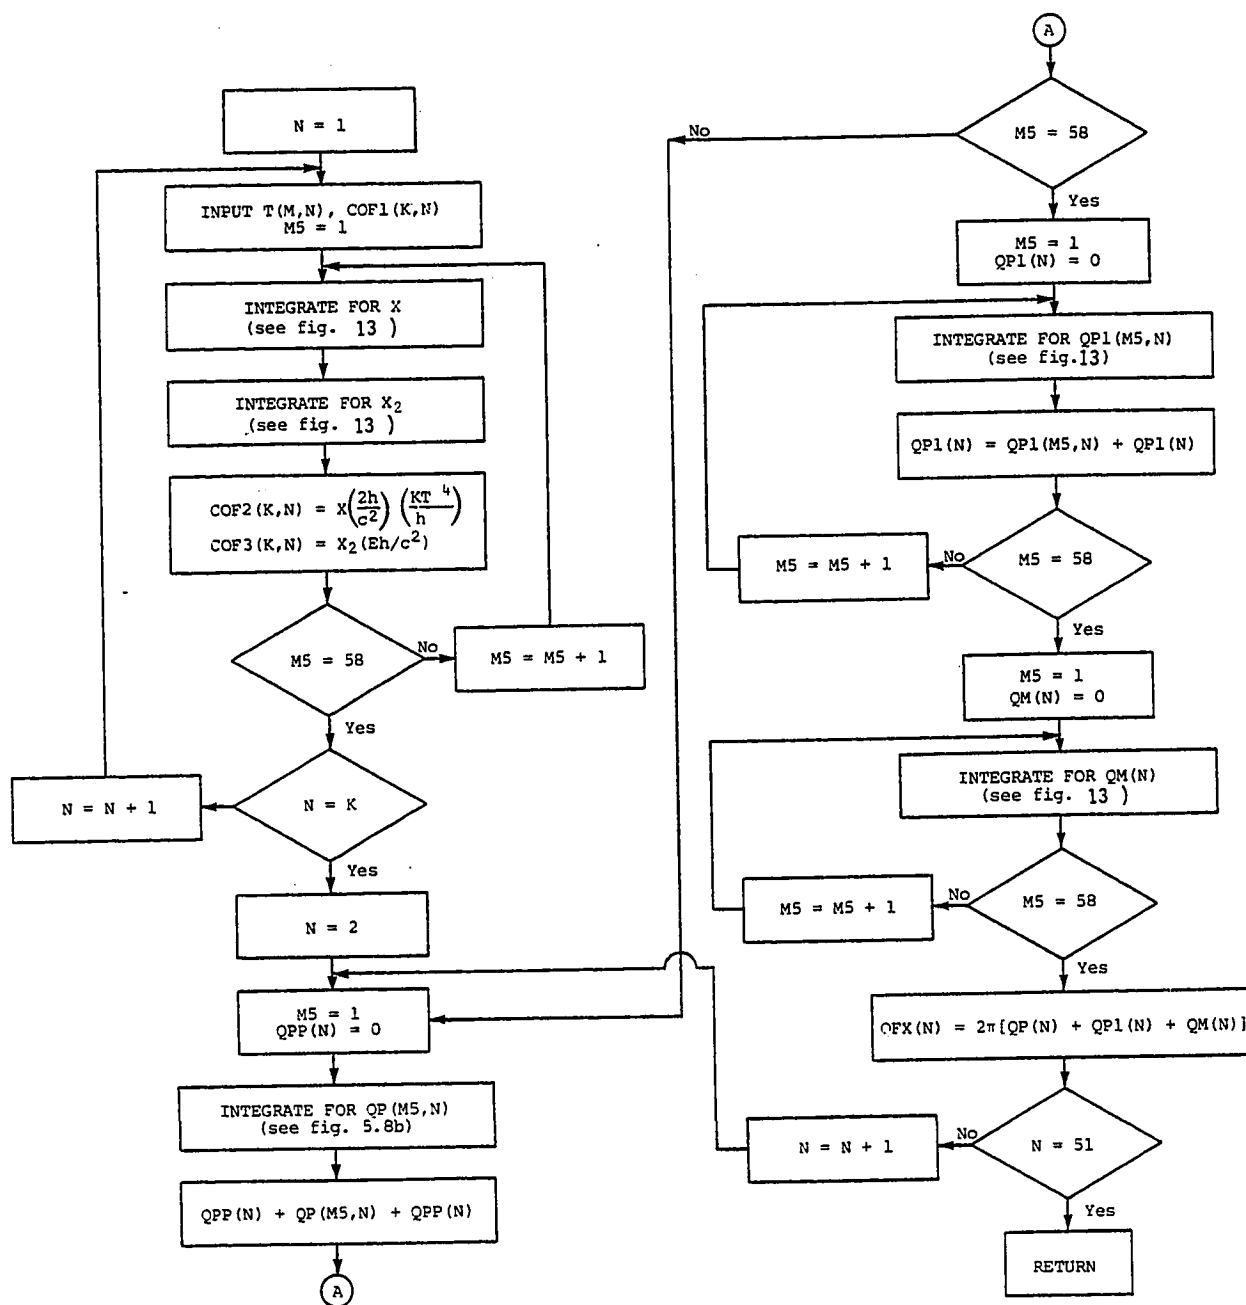 N = 1
INPUT T(M,N), COF1(K,N)
M5 = 1
INTEGRATE FOR X
(see fig. 13 )
INTEGRATE FOR X₂
(see fig. 13 )
COF2(K,N) = X(2h/c²) (KT/h ⁴)
COF3(K,N) = X₂(Eh/c²)
M5 = 58
No
M5 = M5 + 1
Yes
N = K
N = N + 1
Yes
N = 2
M5 = 1
QPP(N) = 0
INTEGRATE FOR QP(M5,N)
(see fig. 5.8b)
QPP(N) + QP(M5,N) + QPP(N)
A
A
M5 = 58
No
Yes
M5 = 1
QP1(N) = 0
INTEGRATE FOR QP1(M5,N)
(see fig.13)
QP1(N) = QP1(M5,N) + QP1(N)
M5 = 58
No
M5 = M5 + 1
Yes
M5 = 1
QM(N) = 0
INTEGRATE FOR QM(N)
(see fig. 13 )
M5 = 58
No
M5 = M5 + 1
Yes
QFX(N) = 2π[QP(N) + QP1(N) + QM(N)]
N = 51
No
N = N + 1
Yes
RETURN